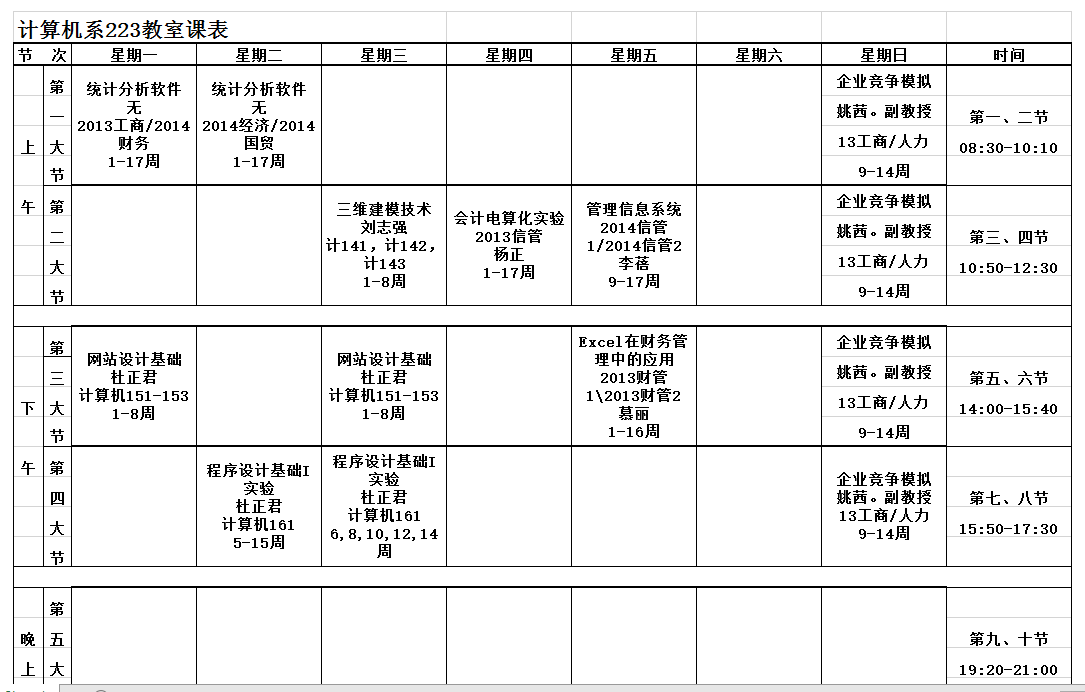 计算机系223教室课表
节 次 星期一 星期二 星期三 星期四 星期五 星期六 星期日 时间
上午
第一大节
统计分析软件
无
2013工商/2014
财务
1-17周
统计分析软件
无
2014经济/2014
国贸
1-17周
企业竞争模拟
姚茜。副教授
13工商/人力
9-14周
第一、二节
08:30-10:10
第二大节
三维建模技术
刘志强
计141，计142，
计143
1-8周
会计电算化实验
2013信管
杨正
1-17周
管理信息系统
2014信管
1/2014信管2
李蓓
9-17周
企业竞争模拟
姚茜。副教授
13工商/人力
9-14周
第三、四节
10:50-12:30
下午
第三大节
网站设计基础
杜正君
计算机151-153
1-8周
网站设计基础
杜正君
计算机151-153
1-8周
Excel在财务管
理中的应用
2013财管
1\2013财管2
慕丽
1-16周
企业竞争模拟
姚茜。副教授
13工商/人力
9-14周
第五、六节
14:00-15:40
第四大节
程序设计基础I
实验
杜正君
计算机161
5-15周
程序设计基础I
实验
杜正君
计算机161
6,8,10,12,14
周
企业竞争模拟
姚茜。副教授
13工商/人力
9-14周
第七、八节
15:50-17:30
晚上
第五大
第九、十节
19:20-21:00